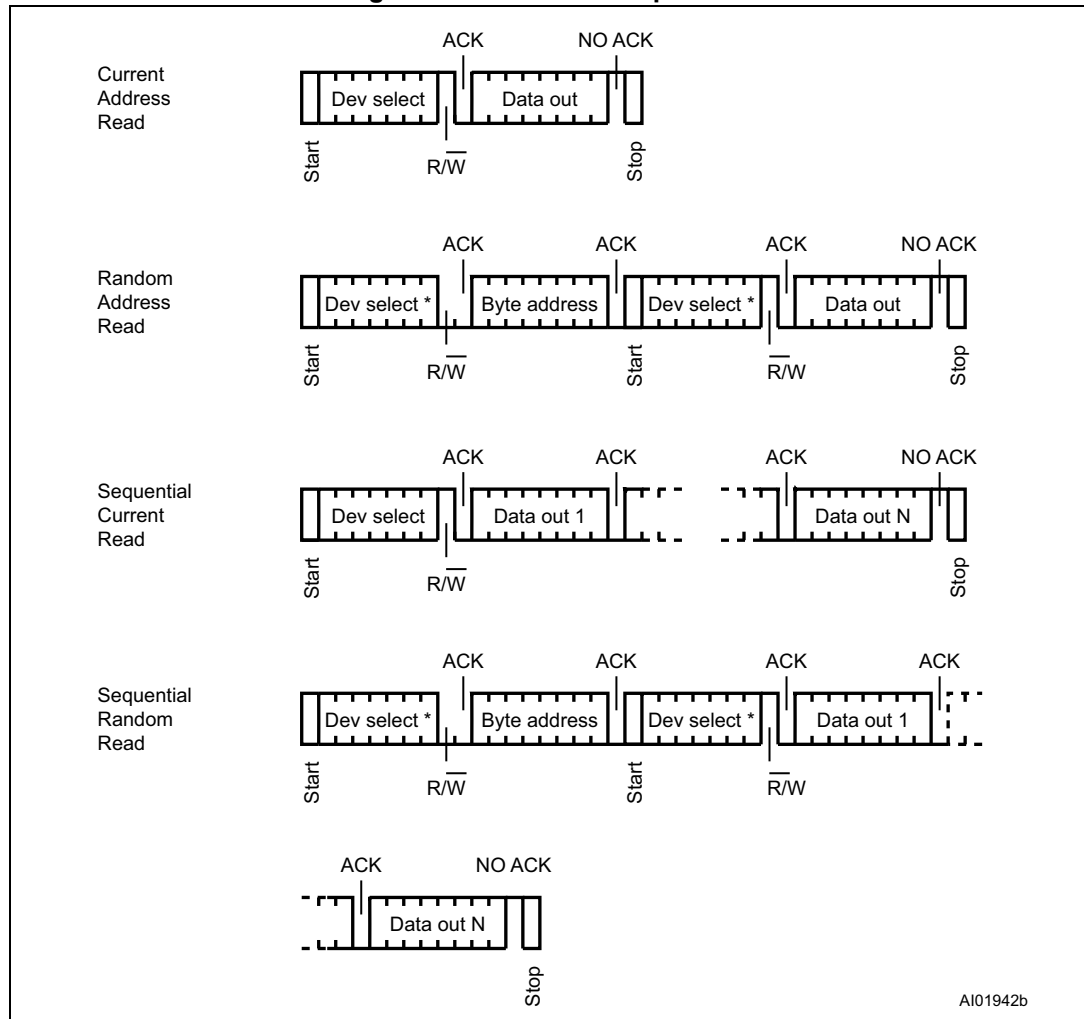 ACK NO ACK
Current
Address
Read
Dev select Data out
Start R/W̅ Stop
ACK ACK ACK NO ACK
Random
Address
Read
Dev select * Byte address Dev select * Data out
Start R/W̅ Start R̅/W Stop
ACK ACK ACK NO ACK
Sequential
Current
Read
Dev select Data out 1 Data out N
Start R/W̅ Stop
ACK ACK ACK ACK
Sequential
Random
Read
Dev select * Byte address Dev select * Data out 1
Start R/W̅ Start R̅/W
ACK NO ACK
Data out N
Stop
AI01942b